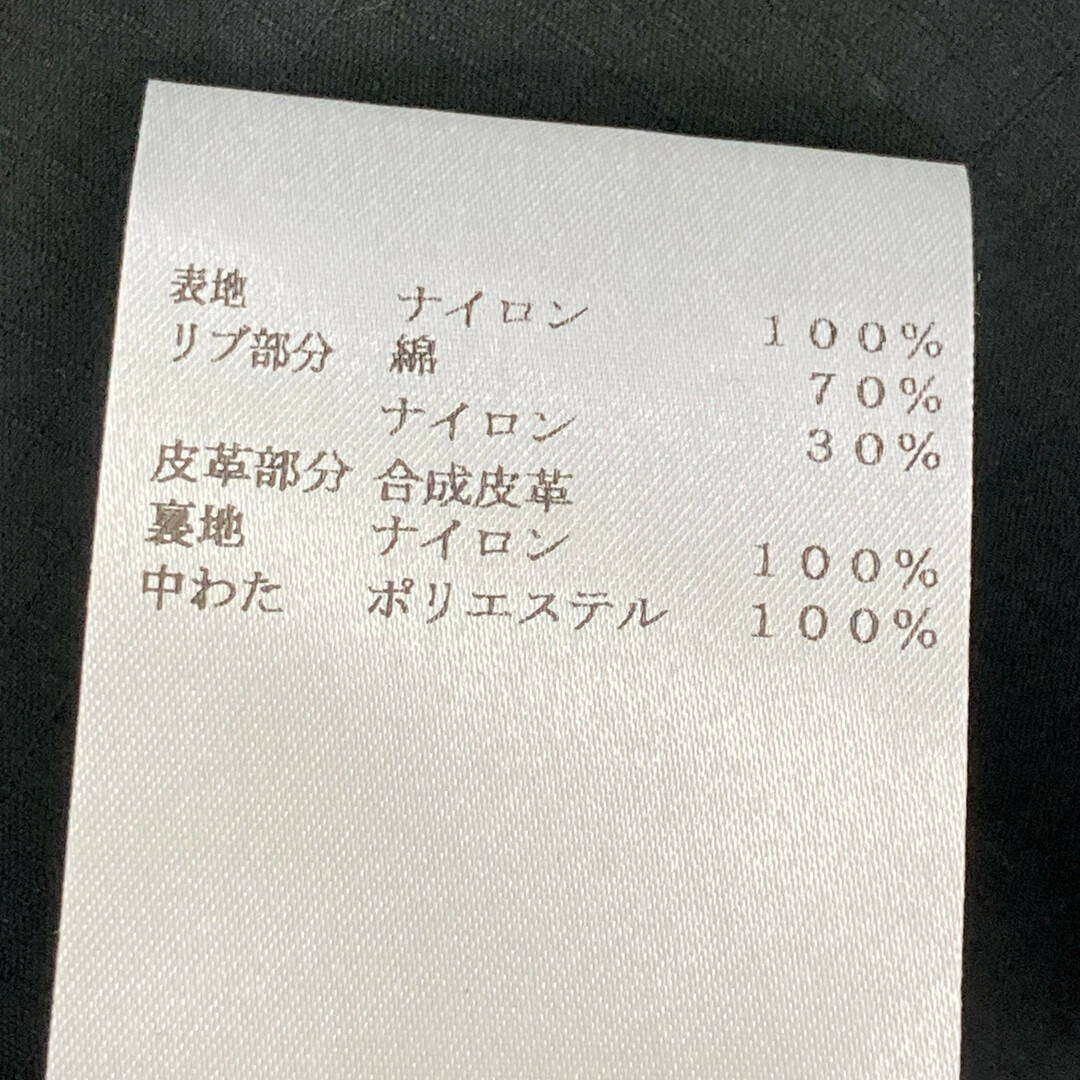 表地 ナイロン 100%
リブ部分 綿 70%
ナイロン 30%
皮革部分 合成皮革
裏地 ナイロン 100%
中わた ポリエステル 100%